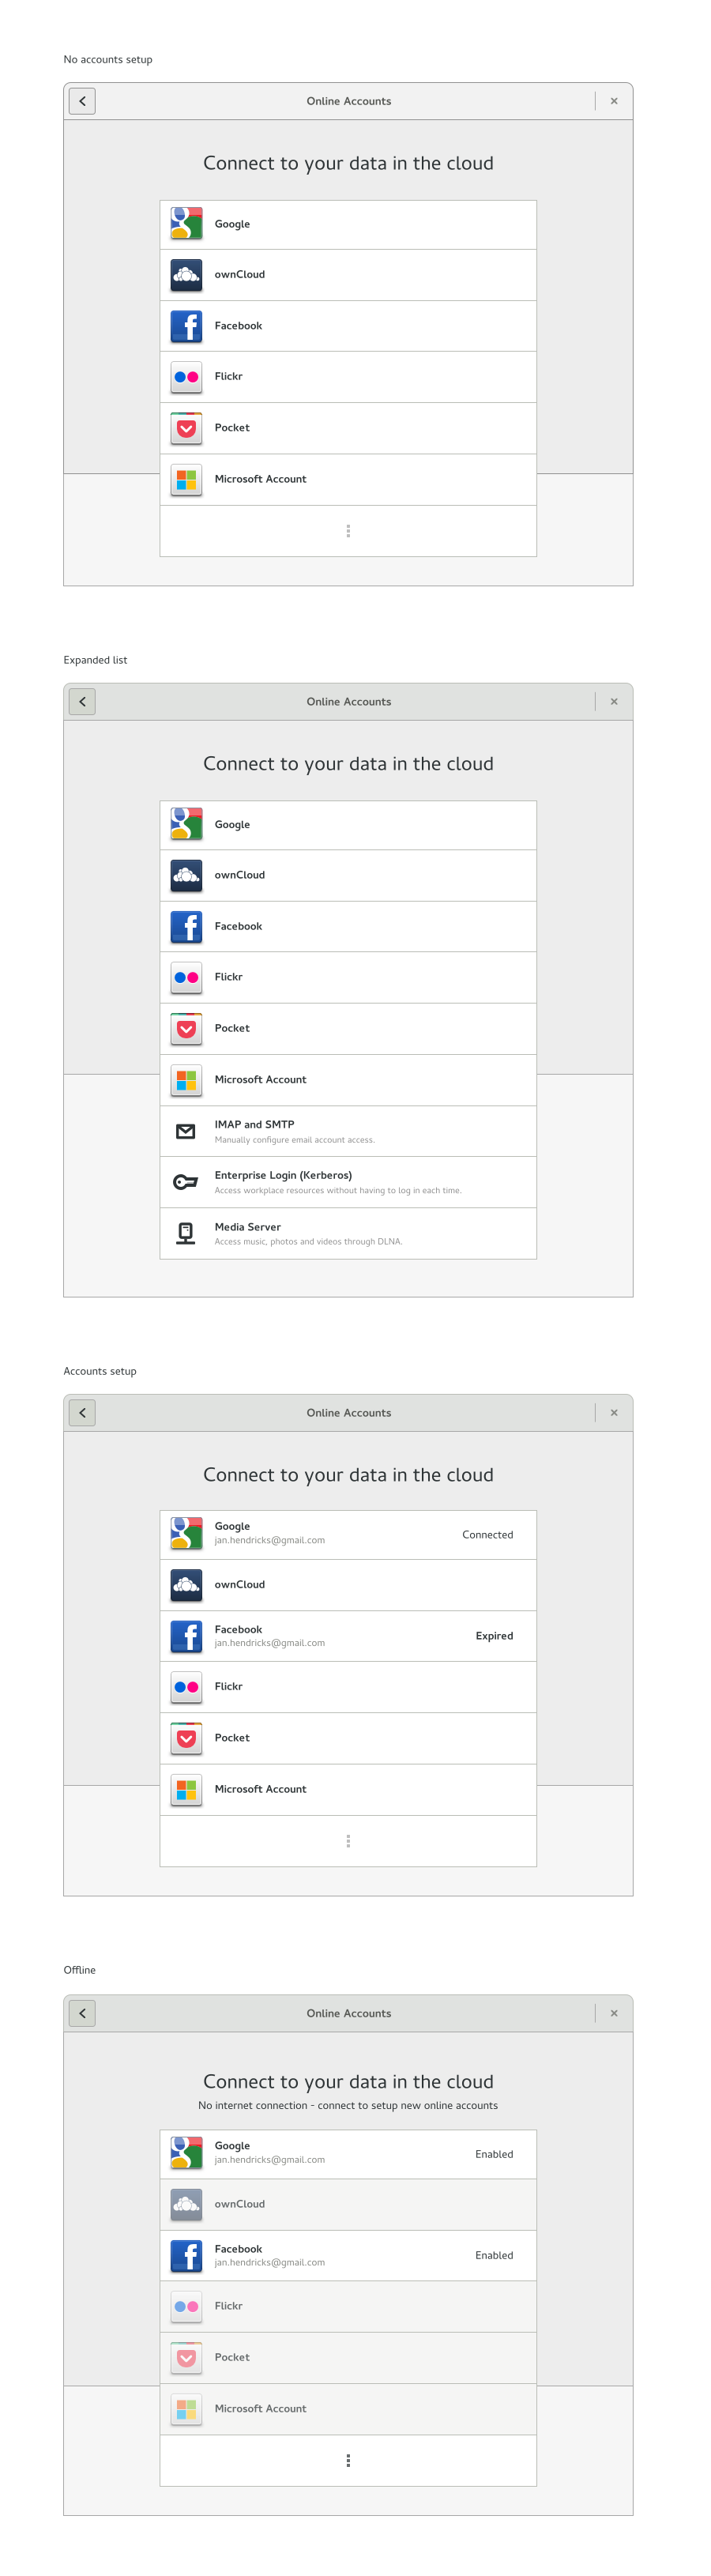 No accounts setup
Online Accounts
Connect to your data in the cloud
Google
ownCloud
Facebook
Flickr
Pocket
Microsoft Account
Expanded list
Online Accounts
Connect to your data in the cloud
Google
ownCloud
Facebook
Flickr
Pocket
Microsoft Account
IMAP and SMTP
Manually configure email account access.
Enterprise Login (Kerberos)
Access workplace resources without having to log in each time.
Media Server
Access music, photos and videos through DLNA.
Accounts setup
Online Accounts
Connect to your data in the cloud
Google
jan.hendricks@gmail.com
Connected
ownCloud
Facebook
jan.hendricks@gmail.com
Expired
Flickr
Pocket
Microsoft Account
Offline
Online Accounts
Connect to your data in the cloud
No internet connection - connect to setup new online accounts
Google
jan.hendricks@gmail.com
Enabled
ownCloud
Facebook
jan.hendricks@gmail.com
Enabled
Flickr
Pocket
Microsoft Account